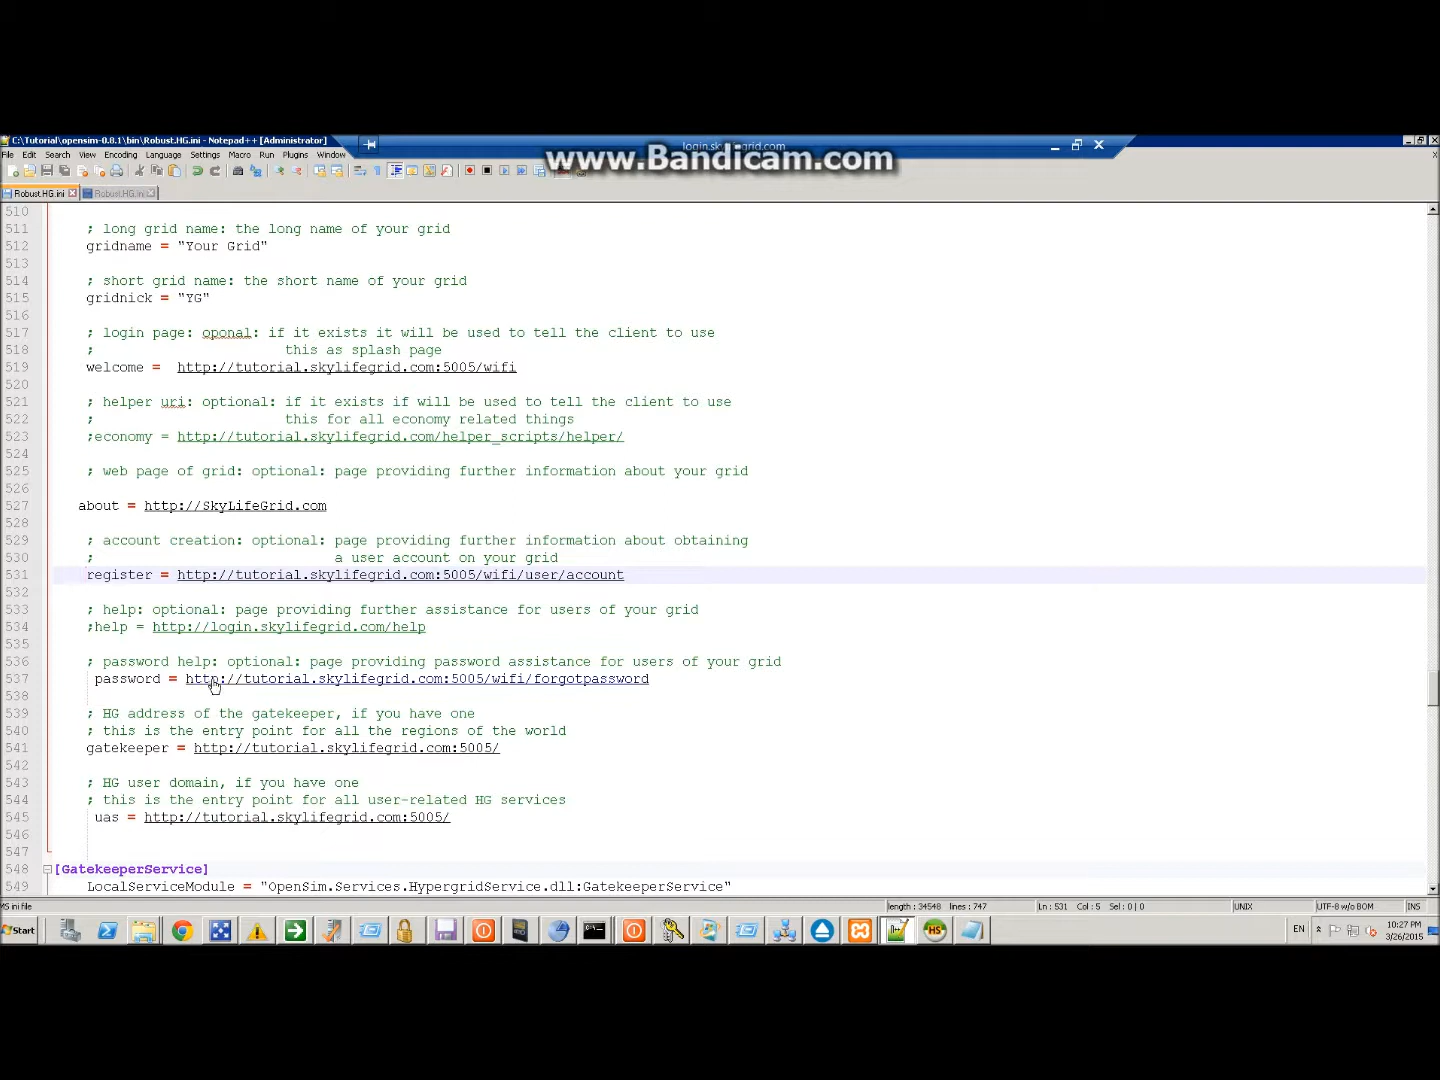 C:\Tutorial\opensim-0.8.1\bin\Robust.HG.ini - Notepad++ [Administrator]
login.skylifegrid.com
www.Bandicam.com
File Edit Search View Encoding Language Settings Macro Run Plugins Window
Robust.HG.ini Robust.HG.ini
510
511 ; long grid name: the long name of your grid
512 gridname = "Your Grid"
513
514 ; short grid name: the short name of your grid
515 gridnick = "YG"
516
517 ; login page: oponal: if it exists it will be used to tell the client to use
518 ; this as splash page
519 welcome = http://tutorial.skylifegrid.com:5005/wifi
520
521 ; helper uri: optional: if it exists if will be used to tell the client to use
522 ; this for all economy related things
523 ;economy = http://tutorial.skylifegrid.com/helper_scripts/helper/
524
525 ; web page of grid: optional: page providing further information about your grid
526
527 about = http://SkyLifeGrid.com
528
529 ; account creation: optional: page providing further information about obtaining
530 ; a user account on your grid
531 register = http://tutorial.skylifegrid.com:5005/wifi/user/account
532
533 ; help: optional: page providing further assistance for users of your grid
534 ;help = http://login.skylifegrid.com/help
535
536 ; password help: optional: page providing password assistance for users of your grid
537 password = http://tutorial.skylifegrid.com:5005/wifi/forgotpassword
538
539 ; HG address of the gatekeeper, if you have one
540 ; this is the entry point for all the regions of the world
541 gatekeeper = http://tutorial.skylifegrid.com:5005/
542
543 ; HG user domain, if you have one
544 ; this is the entry point for all user-related HG services
545 uas = http://tutorial.skylifegrid.com:5005/
546
547
548 [GatekeeperService]
549 LocalServiceModule = "OpenSim.Services.HypergridService.dll:GatekeeperService"
MS ini file length : 34548 lines : 747 Ln : 531 Col : 5 Sel : 0 | 0 UNIX UTF-8 w/o BOM INS
Start HS EN 10:27 PM
3/26/2015